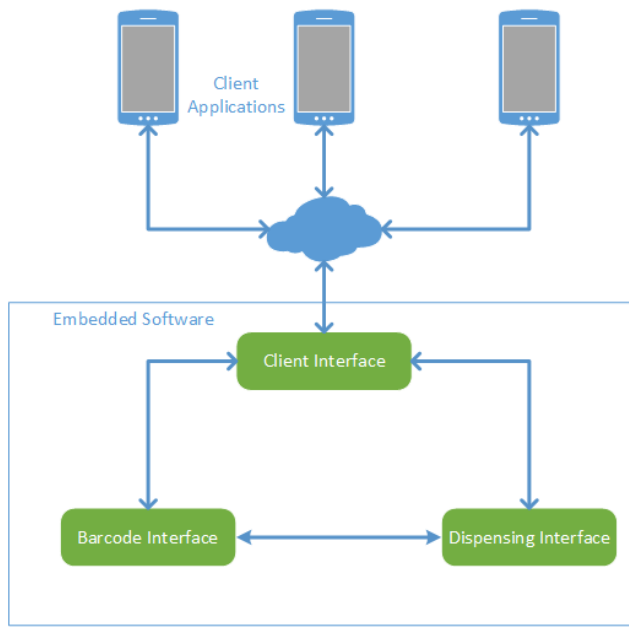 Client
Applications
Embedded Software
Client Interface
Barcode Interface
Dispensing Interface